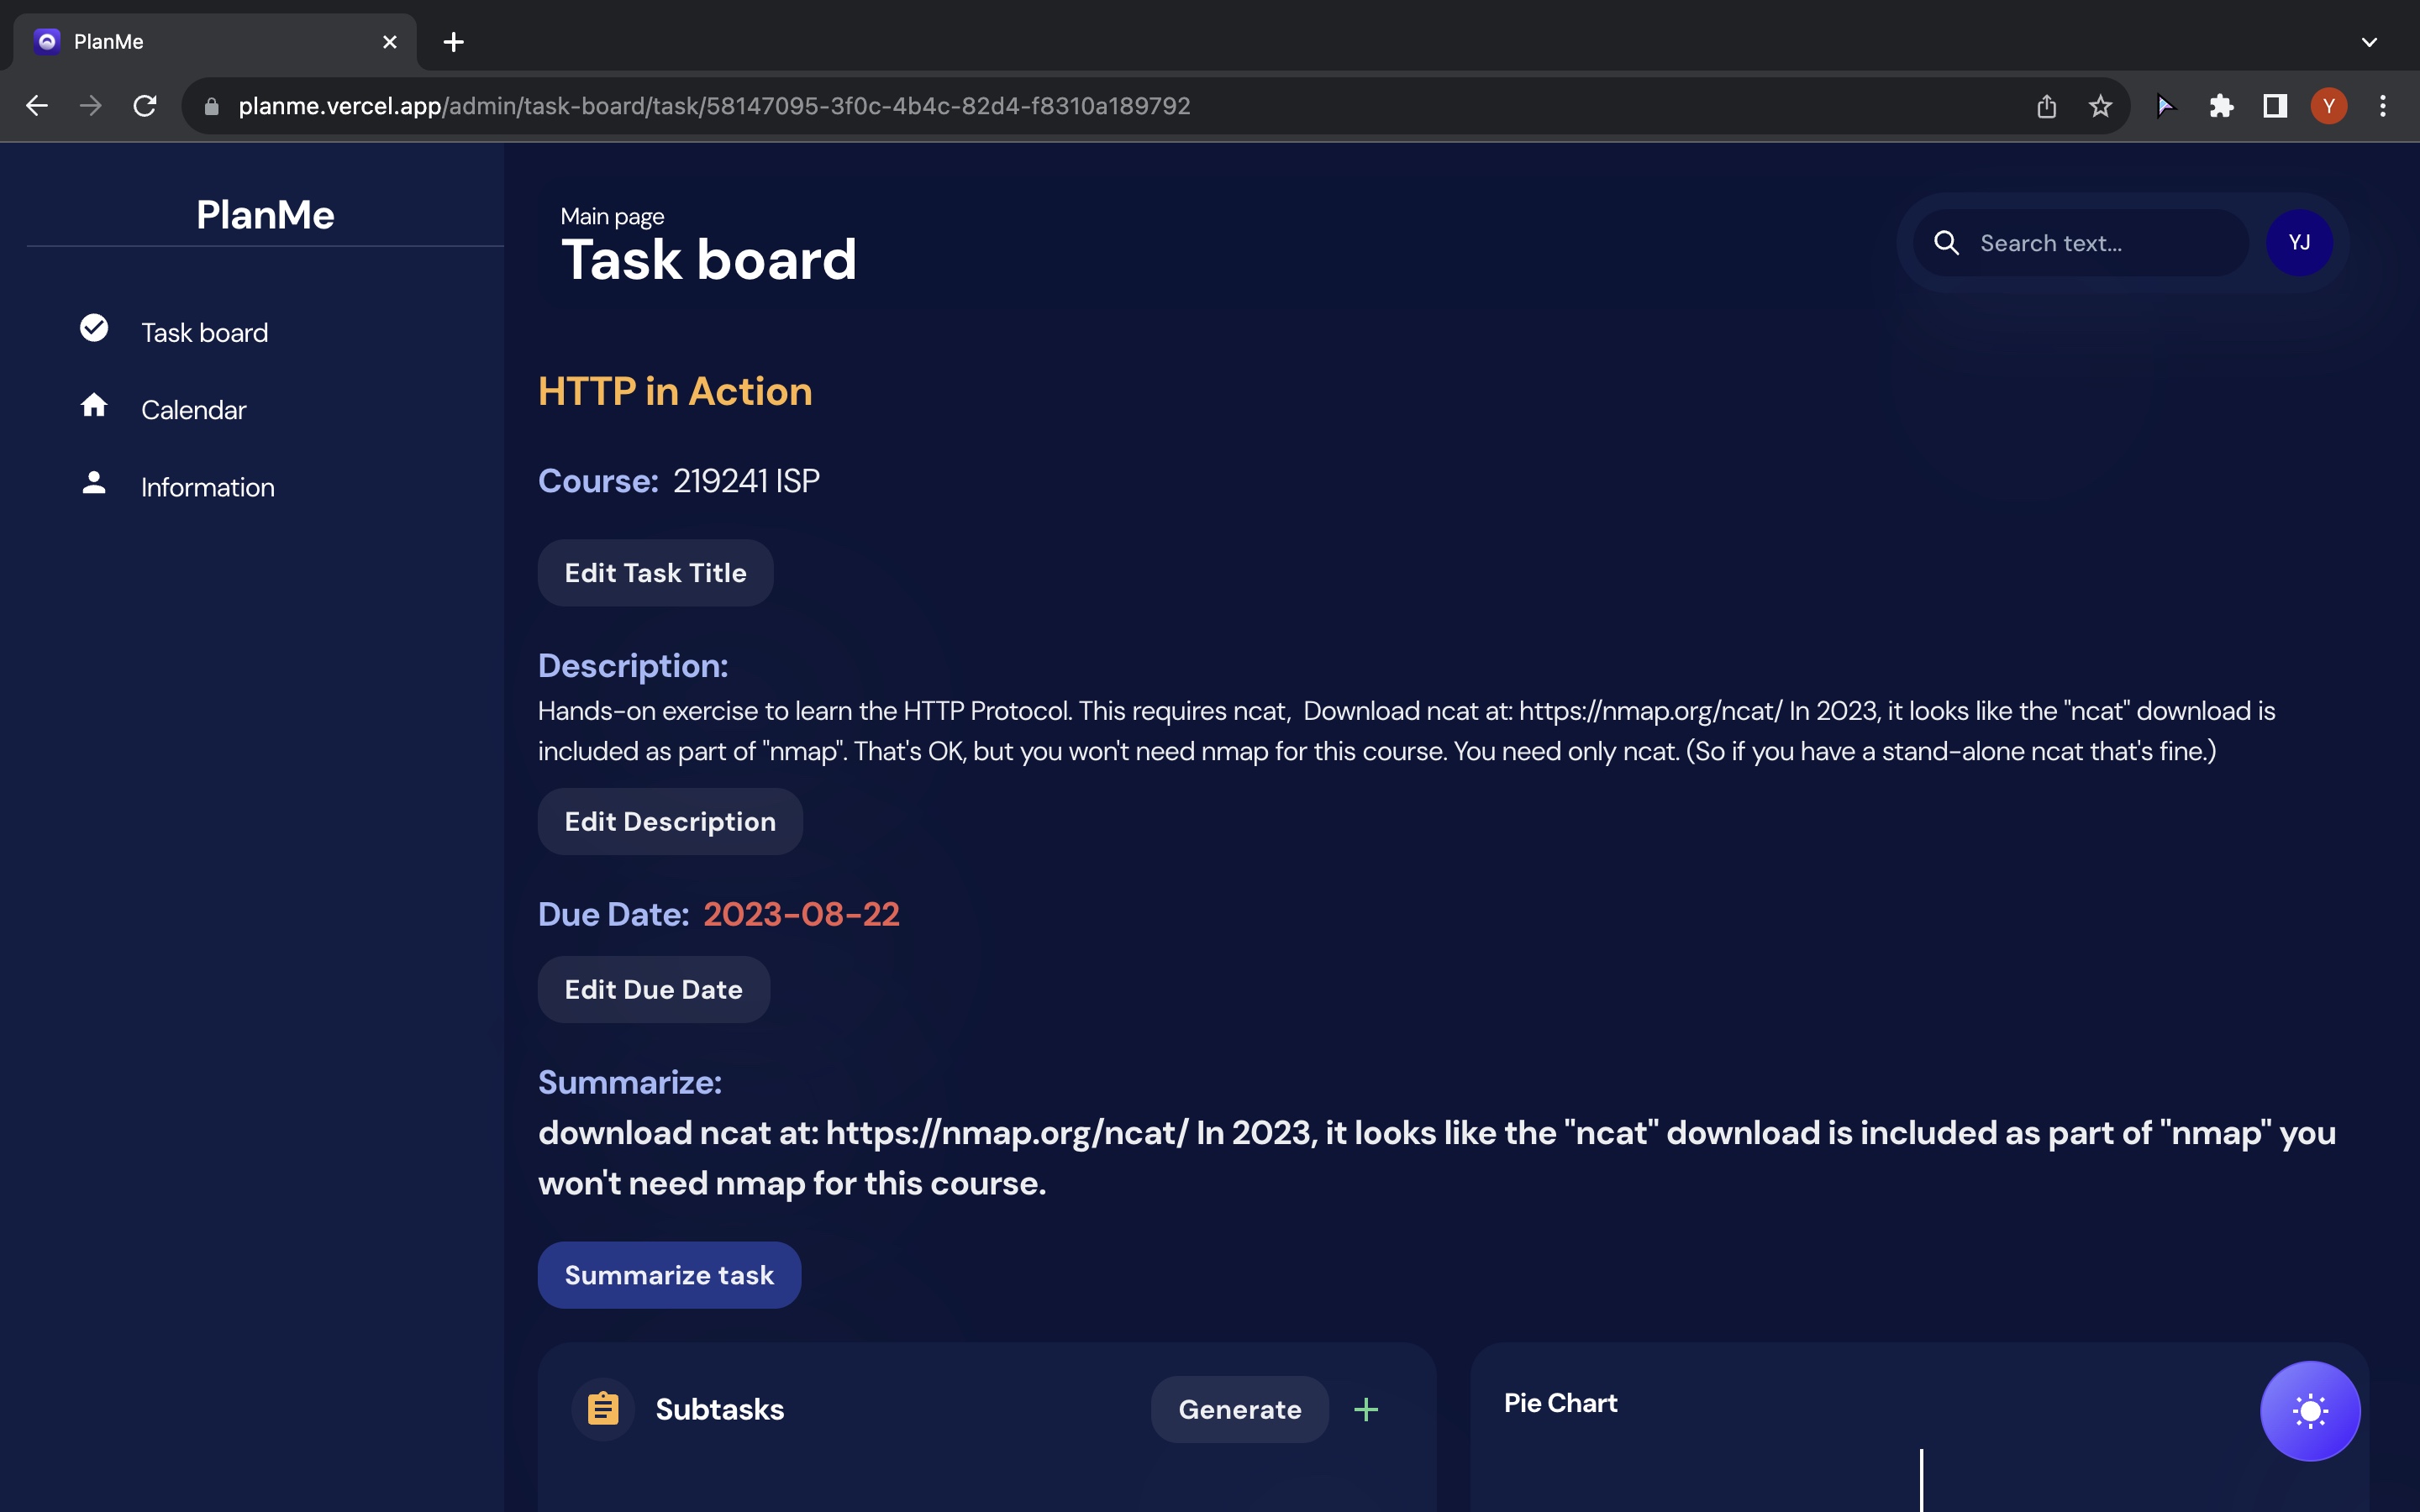 PlanMe
planme.vercel.app/admin/task-board/task/58147095-3f0c-4b4c-82d4-f8310a189792
Y
PlanMe
Task board
Calendar
Information
Main page
Task board
Search text...
YJ
HTTP in Action
Course: 219241 ISP
Edit Task Title
Description:
Hands-on exercise to learn the HTTP Protocol. This requires ncat,  Download ncat at: https://nmap.org/ncat/ In 2023, it looks like the "ncat" download is
included as part of "nmap". That's OK, but you won't need nmap for this course. You need only ncat. (So if you have a stand-alone ncat that's fine.)
Edit Description
Due Date: 2023-08-22
Edit Due Date
Summarize:
download ncat at: https://nmap.org/ncat/ In 2023, it looks like the "ncat" download is included as part of "nmap" you
won't need nmap for this course.
Summarize task
Subtasks
Generate
Pie Chart